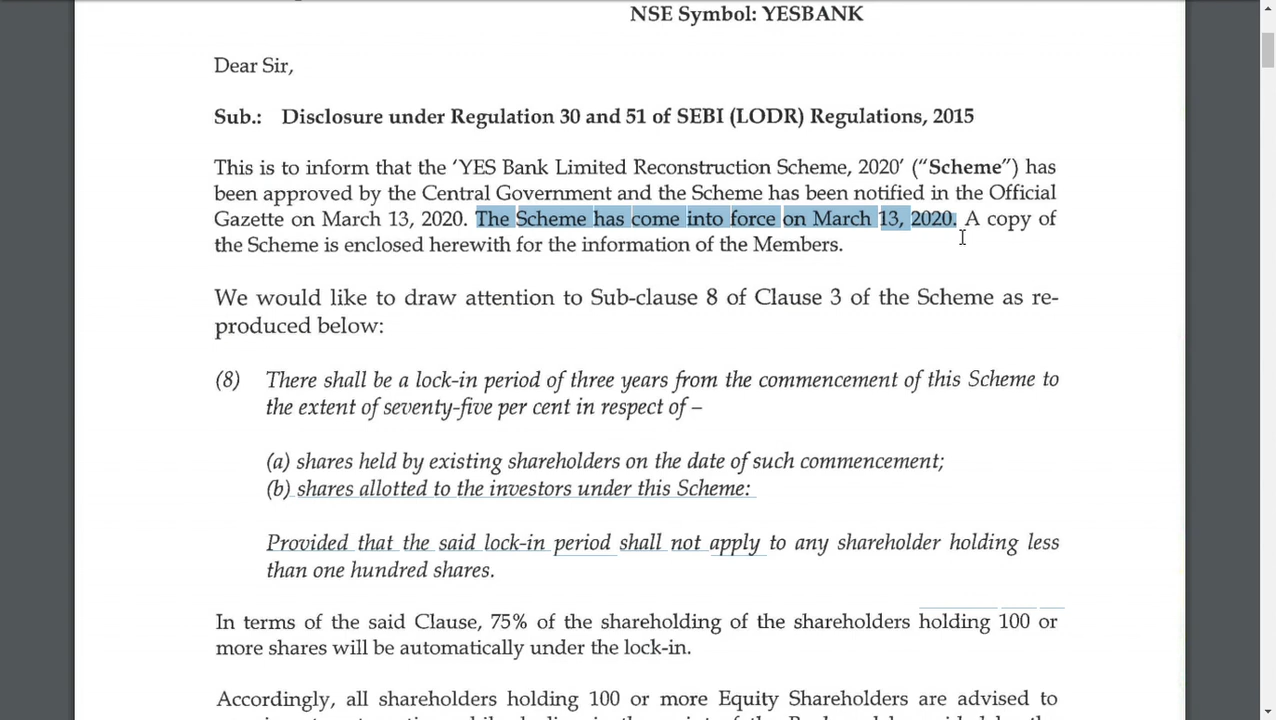 NSE Symbol: YESBANK
Dear Sir,
Sub.: Disclosure under Regulation 30 and 51 of SEBI (LODR) Regulations, 2015
This is to inform that the ‘YES Bank Limited Reconstruction Scheme, 2020’ (“Scheme”) has
been approved by the Central Government and the Scheme has been notified in the Official
Gazette on March 13, 2020. The Scheme has come into force on March 13, 2020. A copy of
the Scheme is enclosed herewith for the information of the Members.
We would like to draw attention to Sub-clause 8 of Clause 3 of the Scheme as re-
produced below:
(8) There shall be a lock-in period of three years from the commencement of this Scheme to
the extent of seventy-five per cent in respect of –
(a) shares held by existing shareholders on the date of such commencement;
(b) shares allotted to the investors under this Scheme:
Provided that the said lock-in period shall not apply to any shareholder holding less
than one hundred shares.
In terms of the said Clause, 75% of the shareholding of the shareholders holding 100 or
more shares will be automatically under the lock-in.
Accordingly, all shareholders holding 100 or more Equity Shareholders are advised to